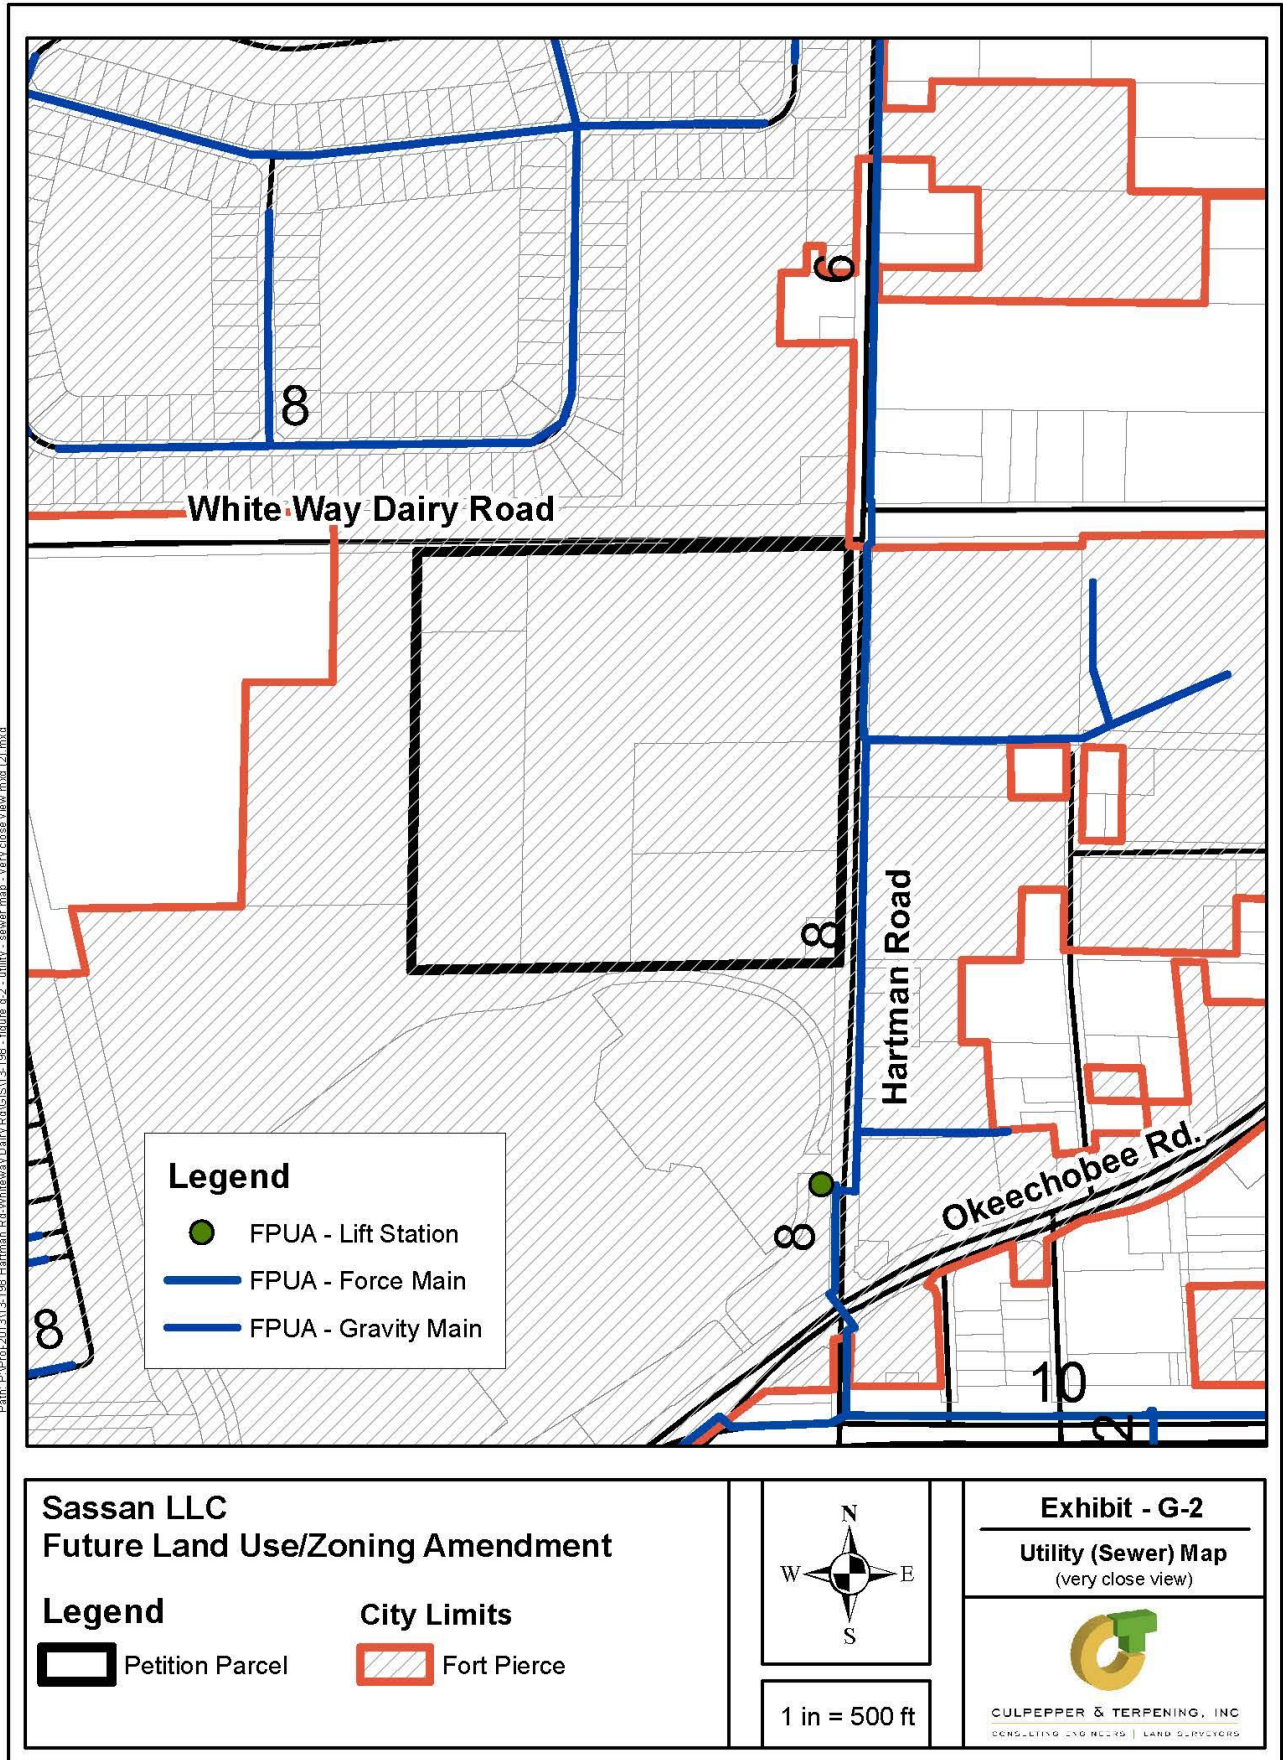 6
8
White Way Dairy Road
8
Hartman Road
Okeechobee Rd.
8
8
10
2
Legend
FPUA - Lift Station
FPUA - Force Main
FPUA - Gravity Main
Sassan LLC
Future Land Use/Zoning Amendment
Legend
Petition Parcel
City Limits
Fort Pierce
N
W
E
S
1 in = 500 ft
Exhibit - G-2
Utility (Sewer) Map
(very close view)
CULPEPPER & TERPENING, INC
CONSULTING ENGINEERS | LAND SURVEYORS